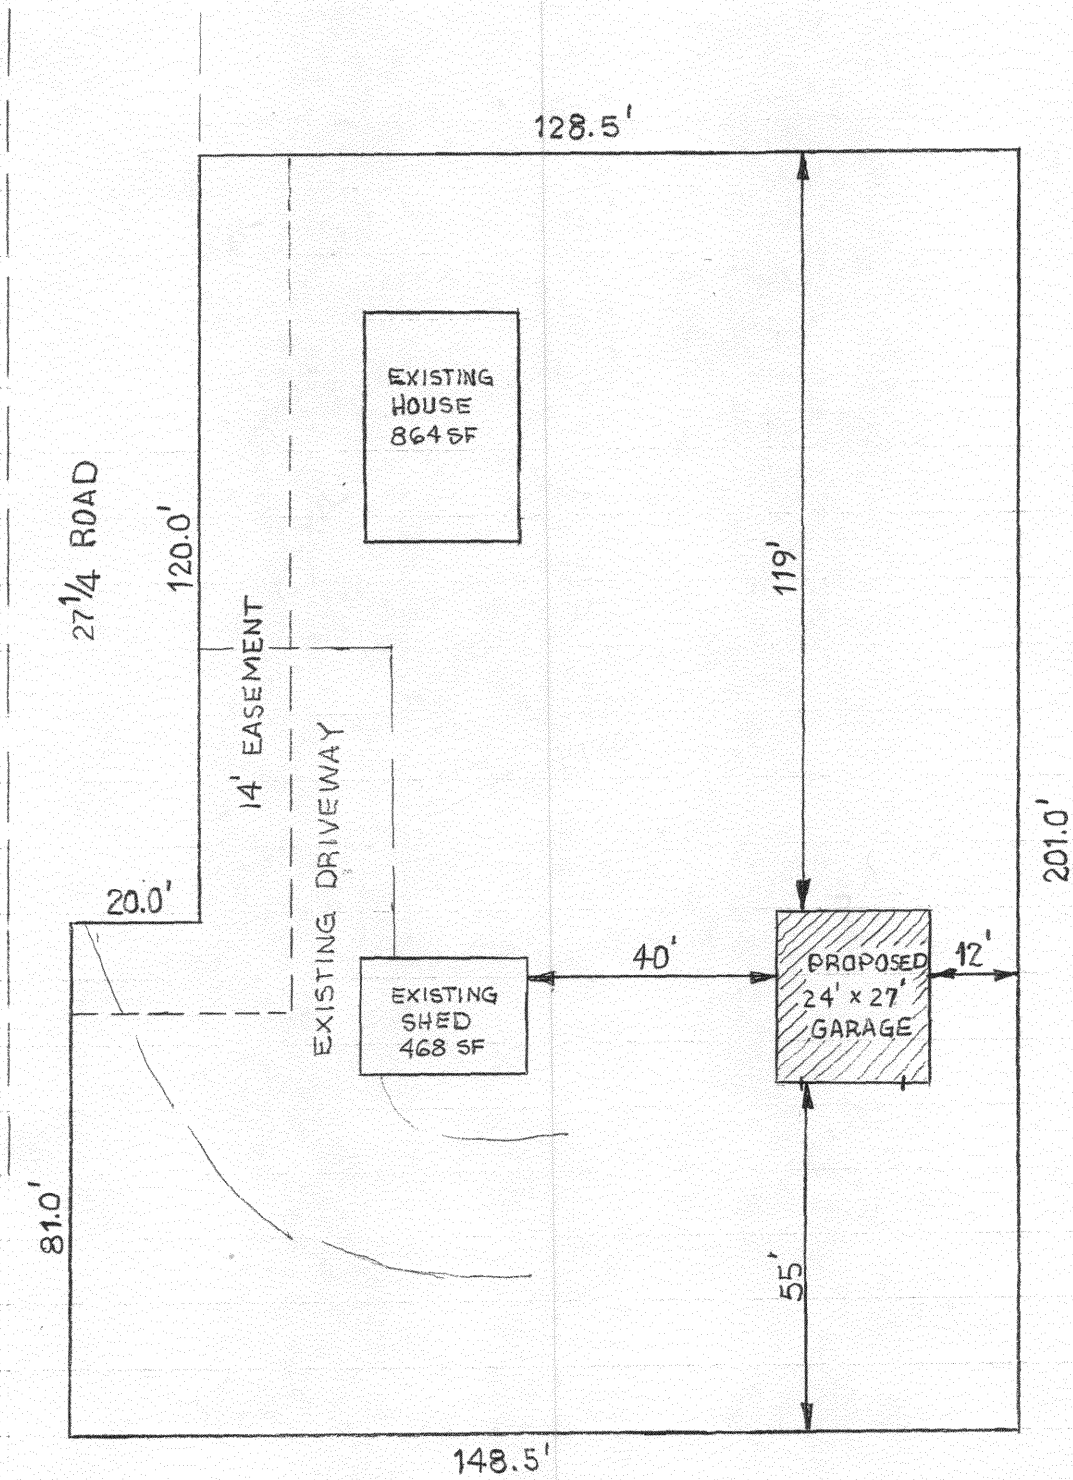 128.5'
EXISTING
HOUSE
864 SF
27 1/4 ROAD
120.0'
119'
14' EASEMENT
EXISTING DRIVEWAY
201.0'
20.0'
40'
12'
PROPOSED
24' x 27'
GARAGE
EXISTING
SHED
468 SF
81.0'
55'
148.5'